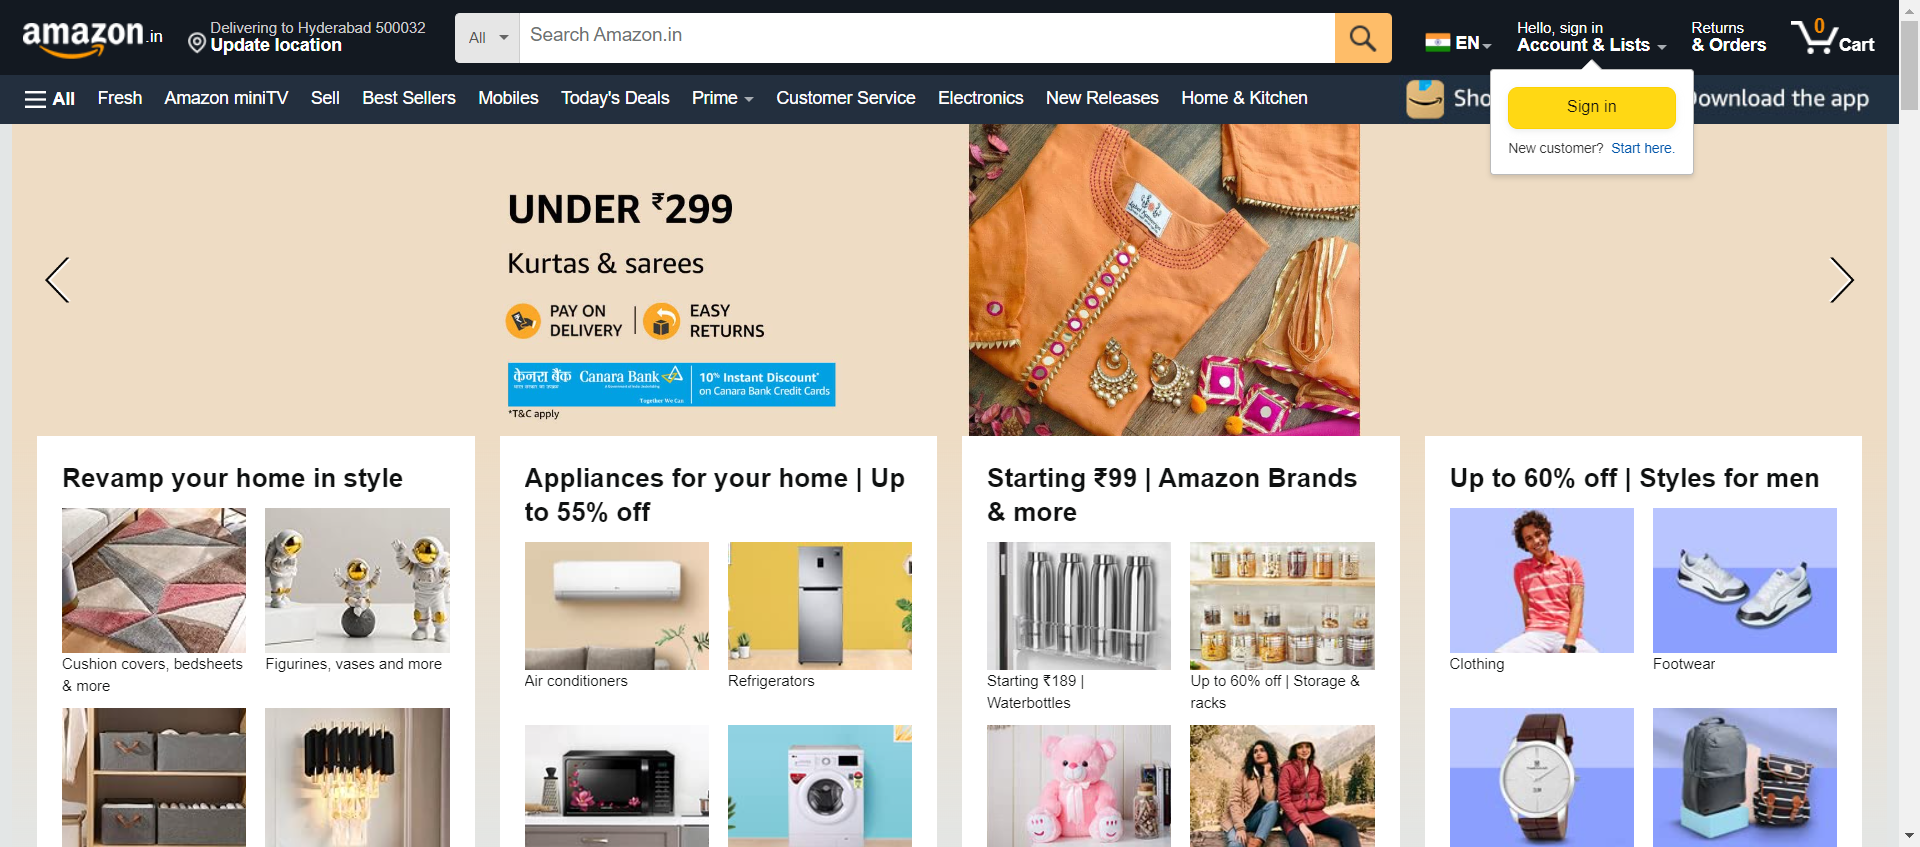 amazon.in
Delivering to Hyderabad 500032
Update location
All
Search Amazon.in
EN
Hello, sign in
Account & Lists
Returns
& Orders
0
Cart
All
Fresh
Amazon miniTV
Sell
Best Sellers
Mobiles
Today's Deals
Prime
Customer Service
Electronics
New Releases
Home & Kitchen
Sho
ownload the app
Sign in
New customer? Start here.
UNDER ₹299
Kurtas & sarees
PAY ON
DELIVERY
EASY
RETURNS
केनरा बैंक Canara Bank
Together We Can
10% Instant Discount*
on Canara Bank Credit Cards
*T&C apply
Revamp your home in style
Cushion covers, bedsheets
& more
Figurines, vases and more
Appliances for your home | Up
to 55% off
Air conditioners
Refrigerators
Starting ₹99 | Amazon Brands
& more
Starting ₹189 |
Waterbottles
Up to 60% off | Storage &
racks
Up to 60% off | Styles for men
Clothing
Footwear